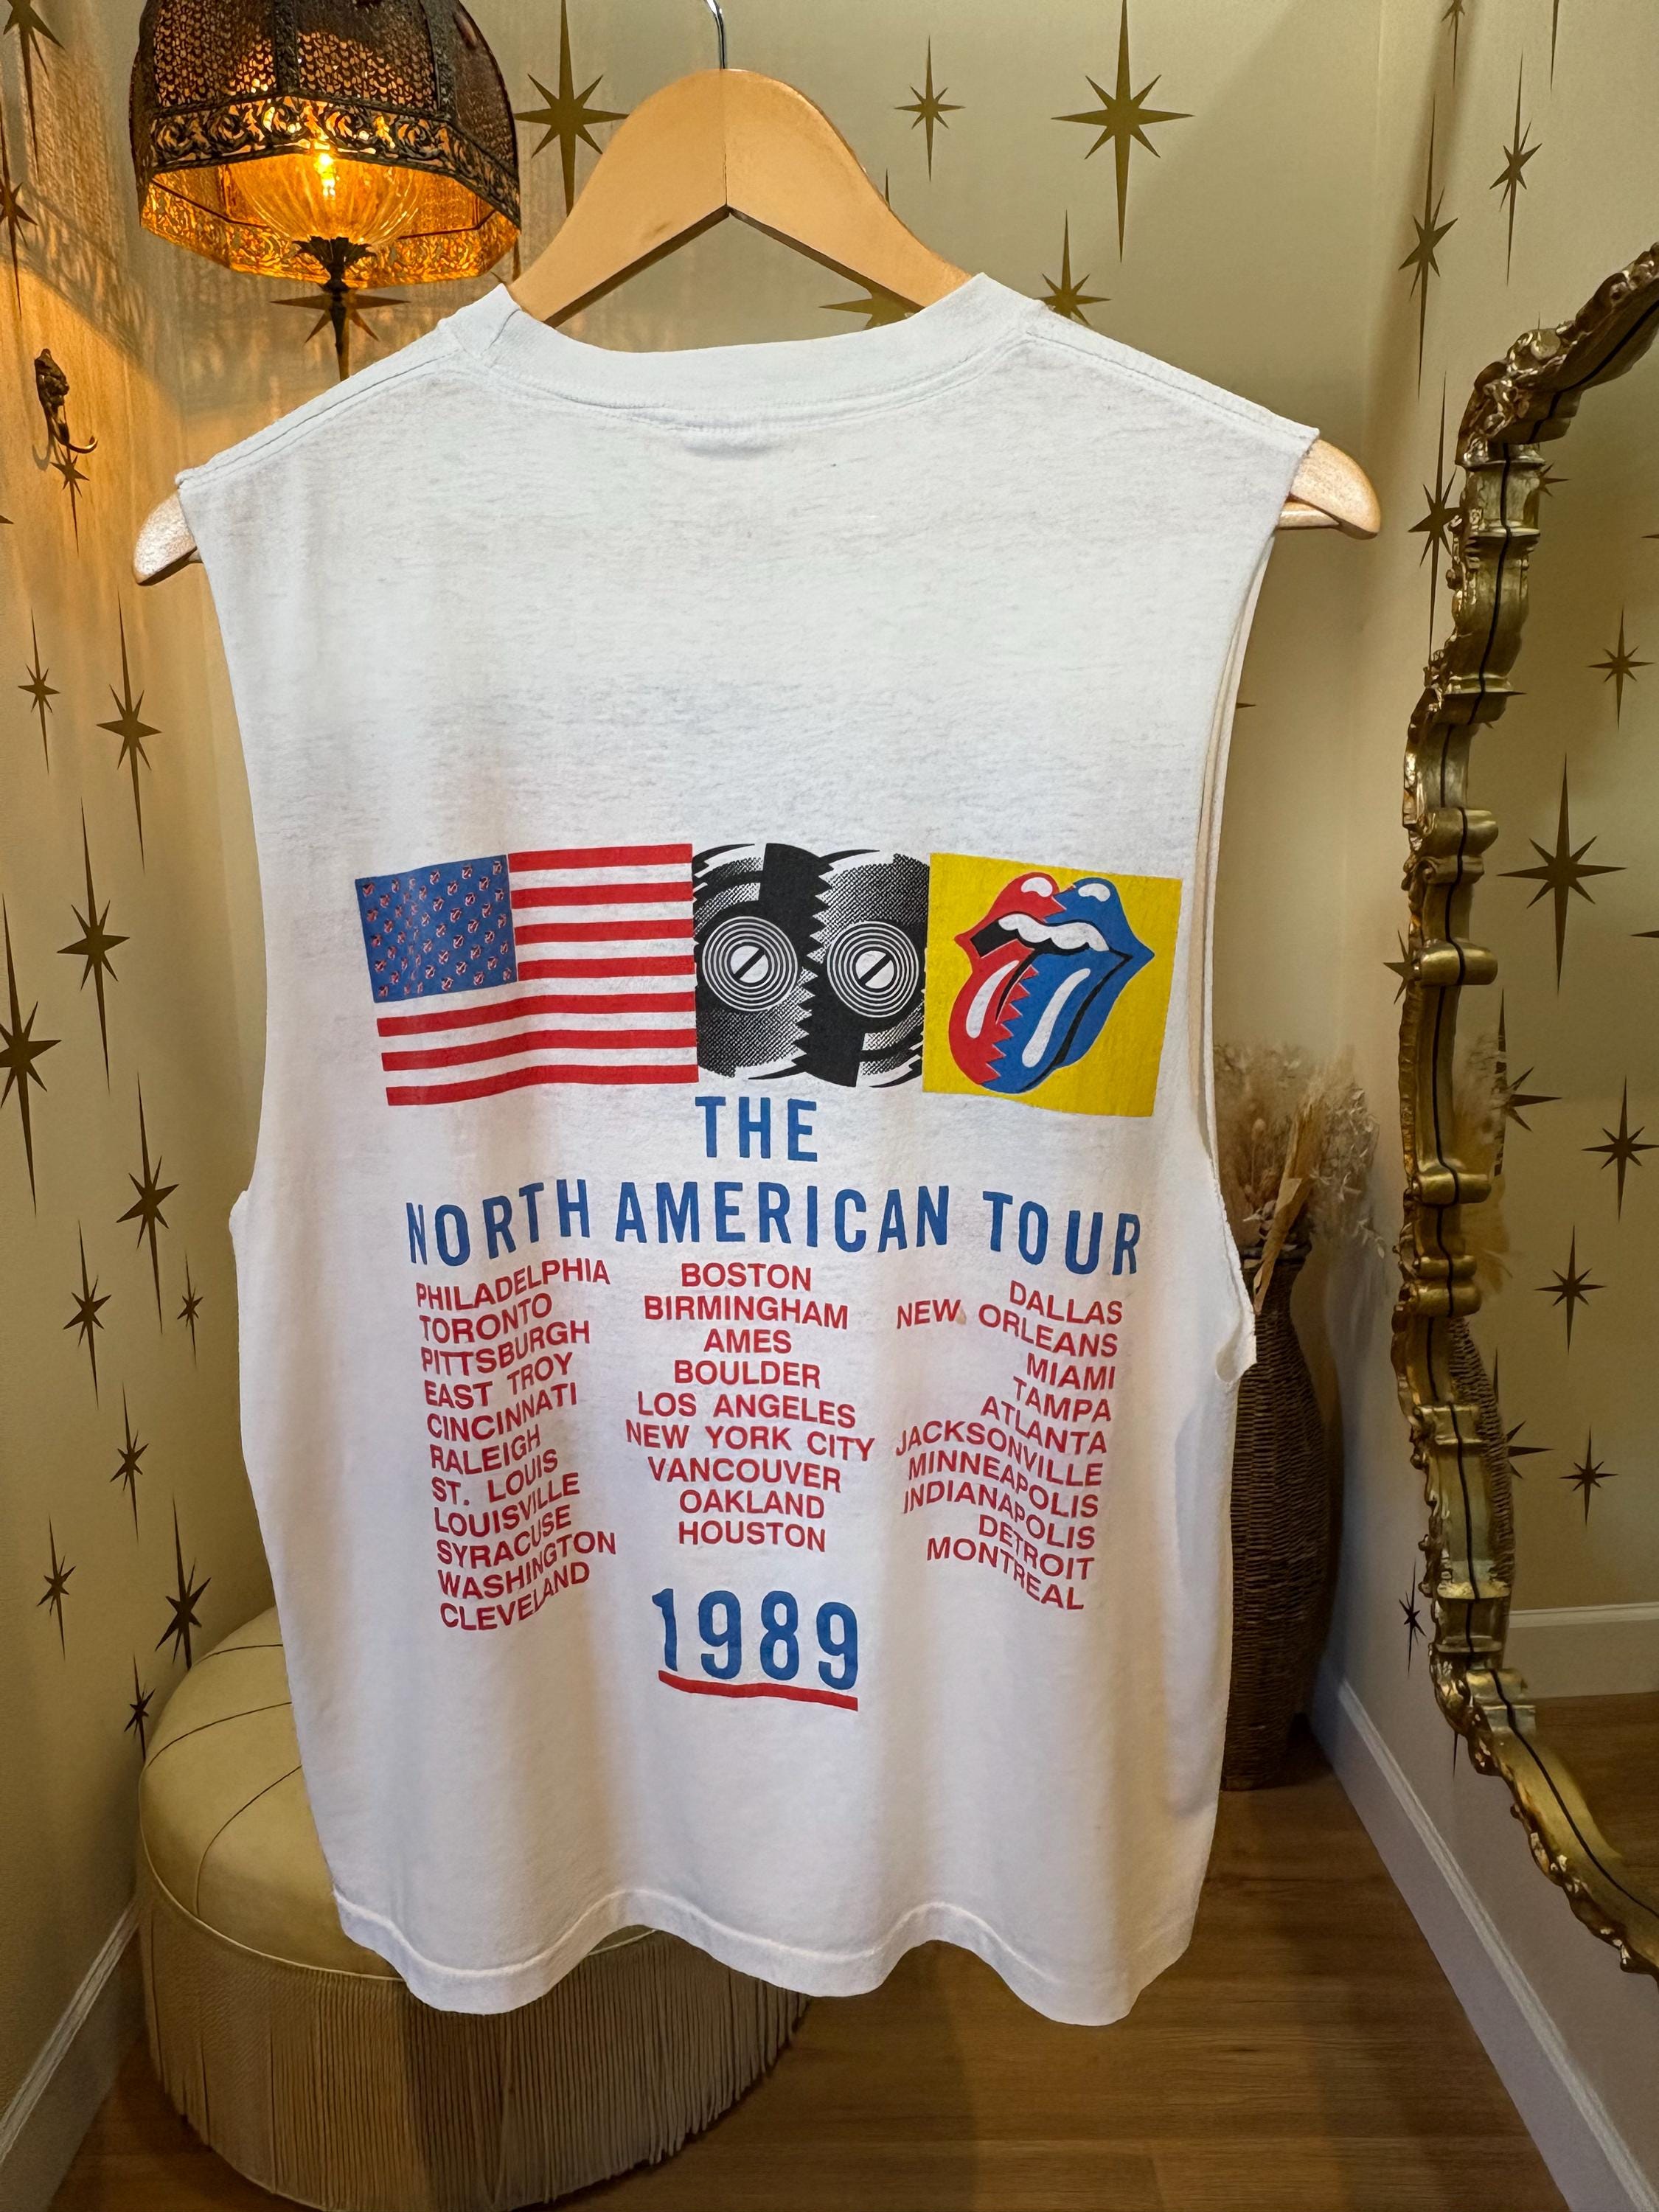 THE
NORTH AMERICAN TOUR
PHILADELPHIA
TORONTO
PITTSBURGH
EAST TROY
CINCINNATI
RALEIGH
ST. LOUIS
LOUISVILLE
SYRACUSE
WASHINGTON
CLEVELAND
BOSTON
BIRMINGHAM
AMES
BOULDER
LOS ANGELES
NEW YORK CITY
VANCOUVER
OAKLAND
HOUSTON
DALLAS
NEW ORLEANS
MIAMI
TAMPA
ATLANTA
JACKSONVILLE
MINNEAPOLIS
INDIANAPOLIS
DETROIT
MONTREAL
1989